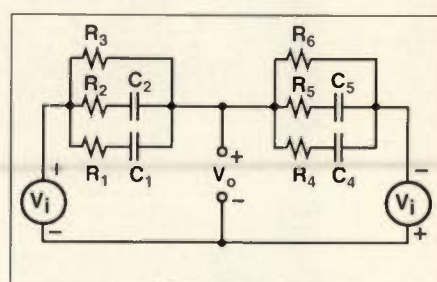 R3 R6
R2 C2 R5 C5
R1 C1 R4 C4
+ + −
Vi Vo Vi
− − +